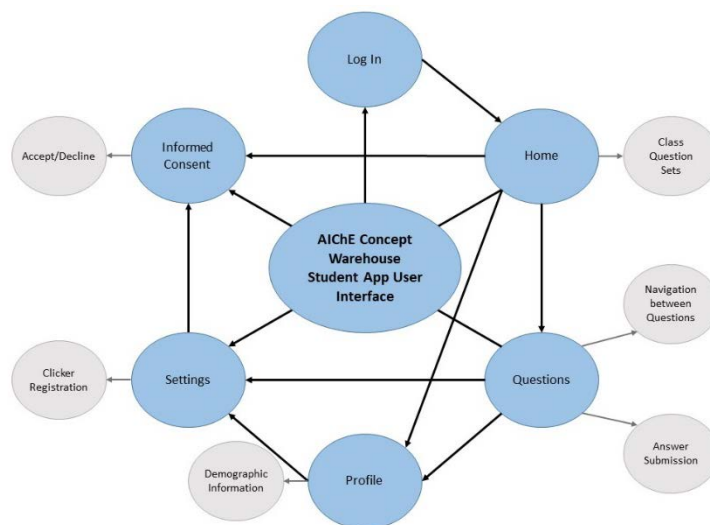 Log In
Informed
Consent
Accept/Decline
Home
Class
Question
Sets
AIChE Concept
Warehouse
Student App User
Interface
Navigation
between
Questions
Clicker
Registration
Settings
Questions
Answer
Submission
Demographic
Information
Profile